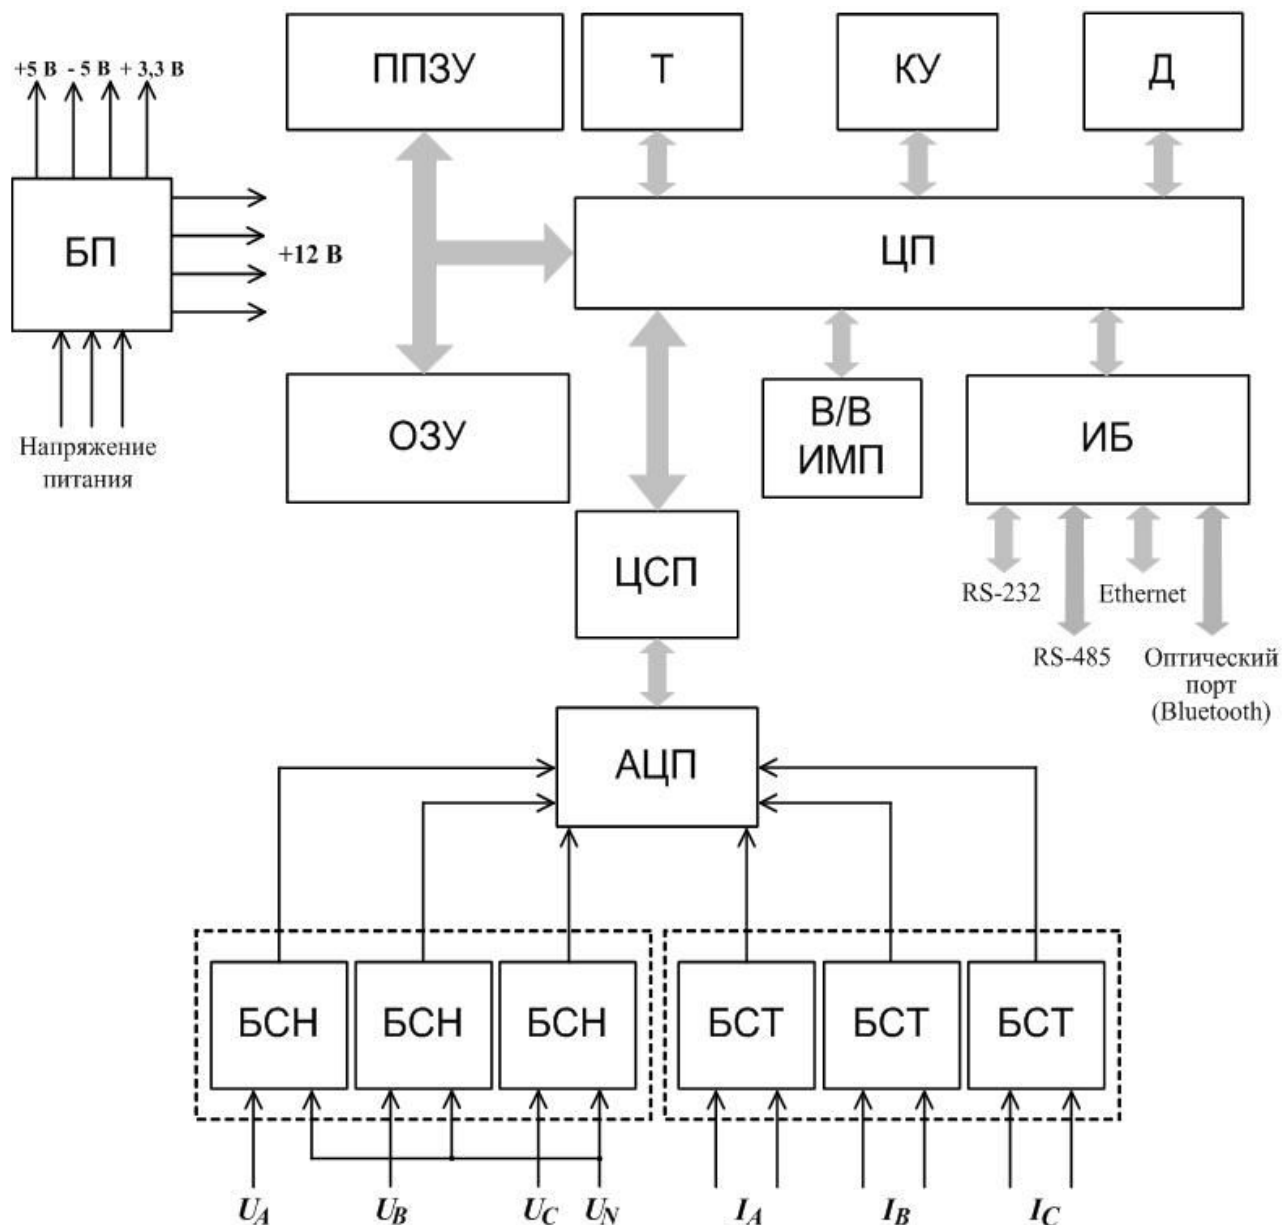 +5 В - 5 В + 3,3 В
ППЗУ
Т
КУ
Д
БП
+12 В
ЦП
Напряжение
питания
ОЗУ
В/В
ИМП
ИБ
ЦСП
RS-232
Ethernet
RS-485
Оптический
порт
(Bluetooth)
АЦП
БСН
БСН
БСН
БСТ
БСТ
БСТ
UA
UB
UC
UN
IA
IB
IC